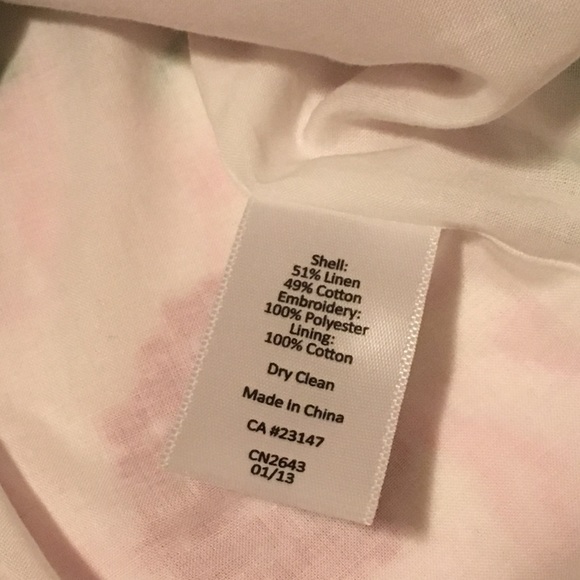 Shell:
51% Linen
49% Cotton
Embroidery:
100% Polyester
Lining:
100% Cotton
Dry Clean
Made In China
CA #23147
CN2643
01/13